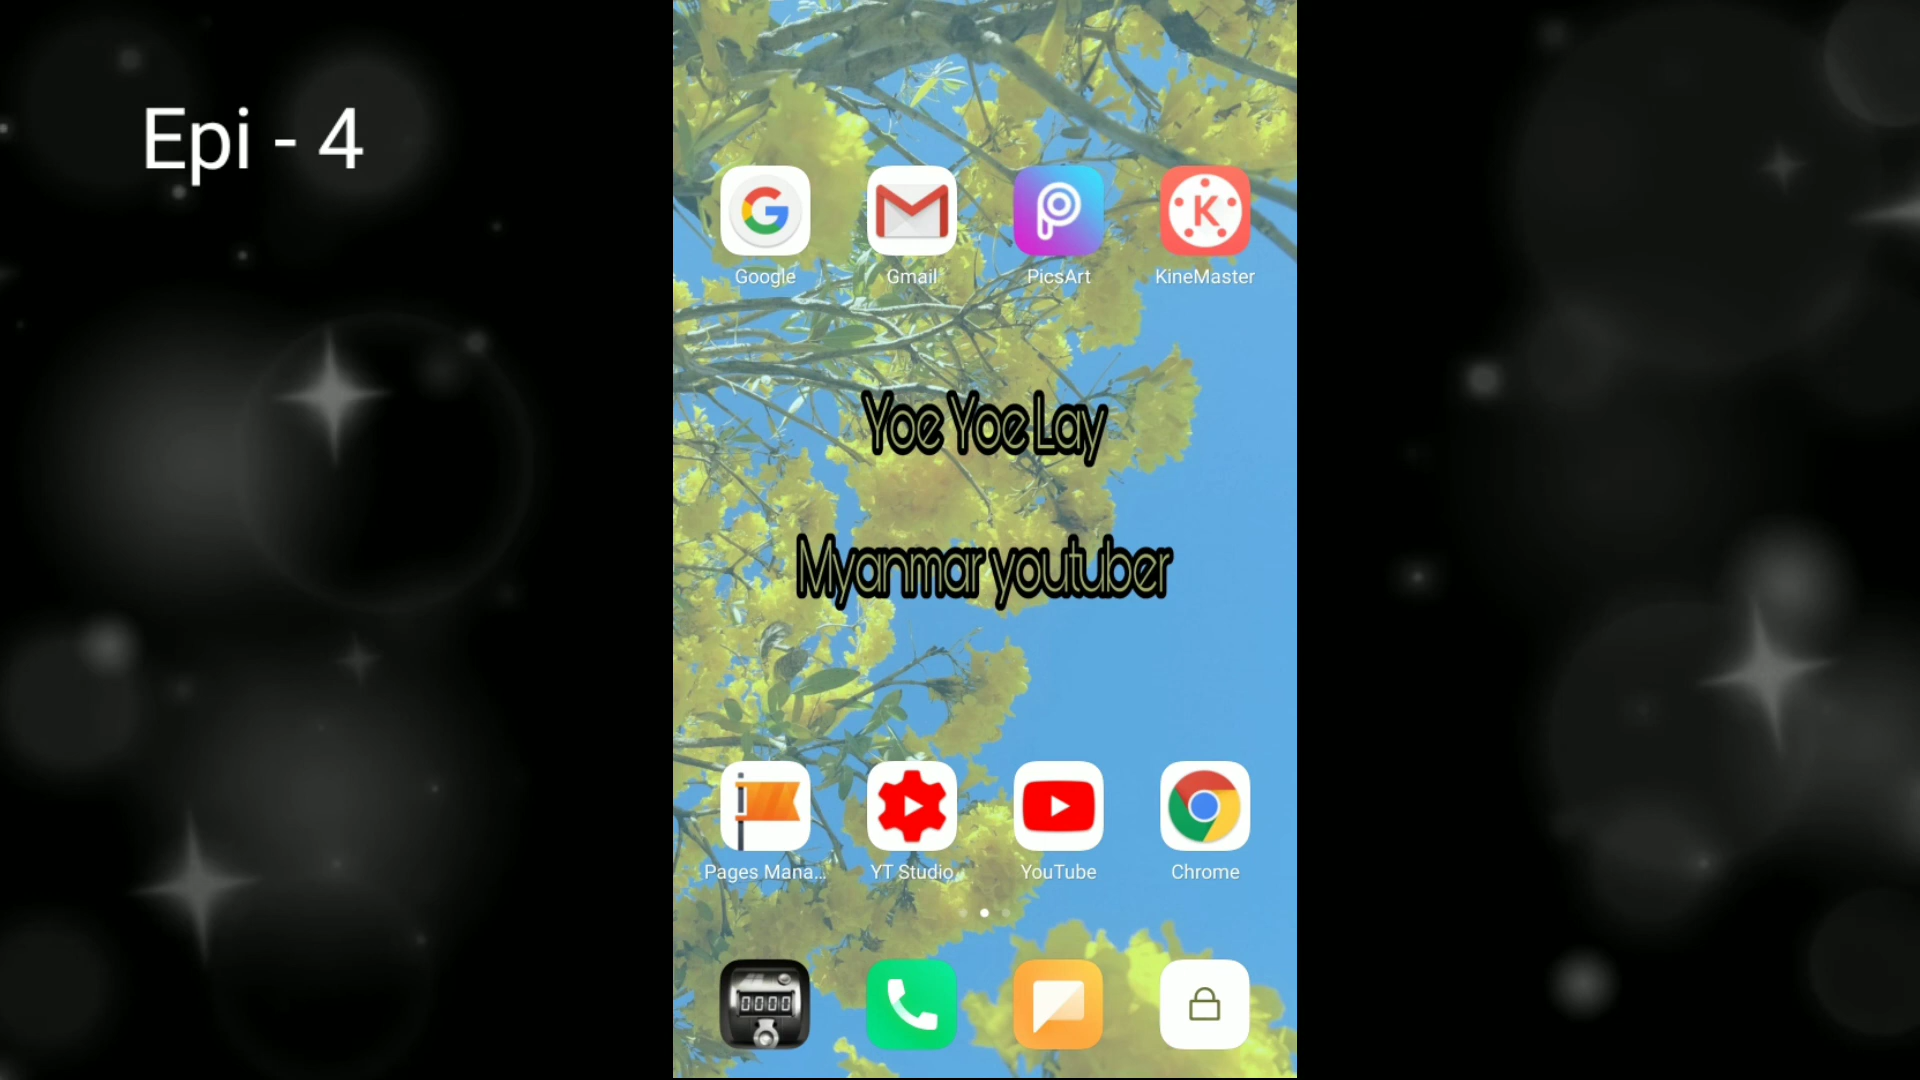 Epi - 4
Google Gmail PicsArt KineMaster
Yoe Yoe Lay
Myanmar youtuber
Pages Mana... YT Studio YouTube Chrome
0000